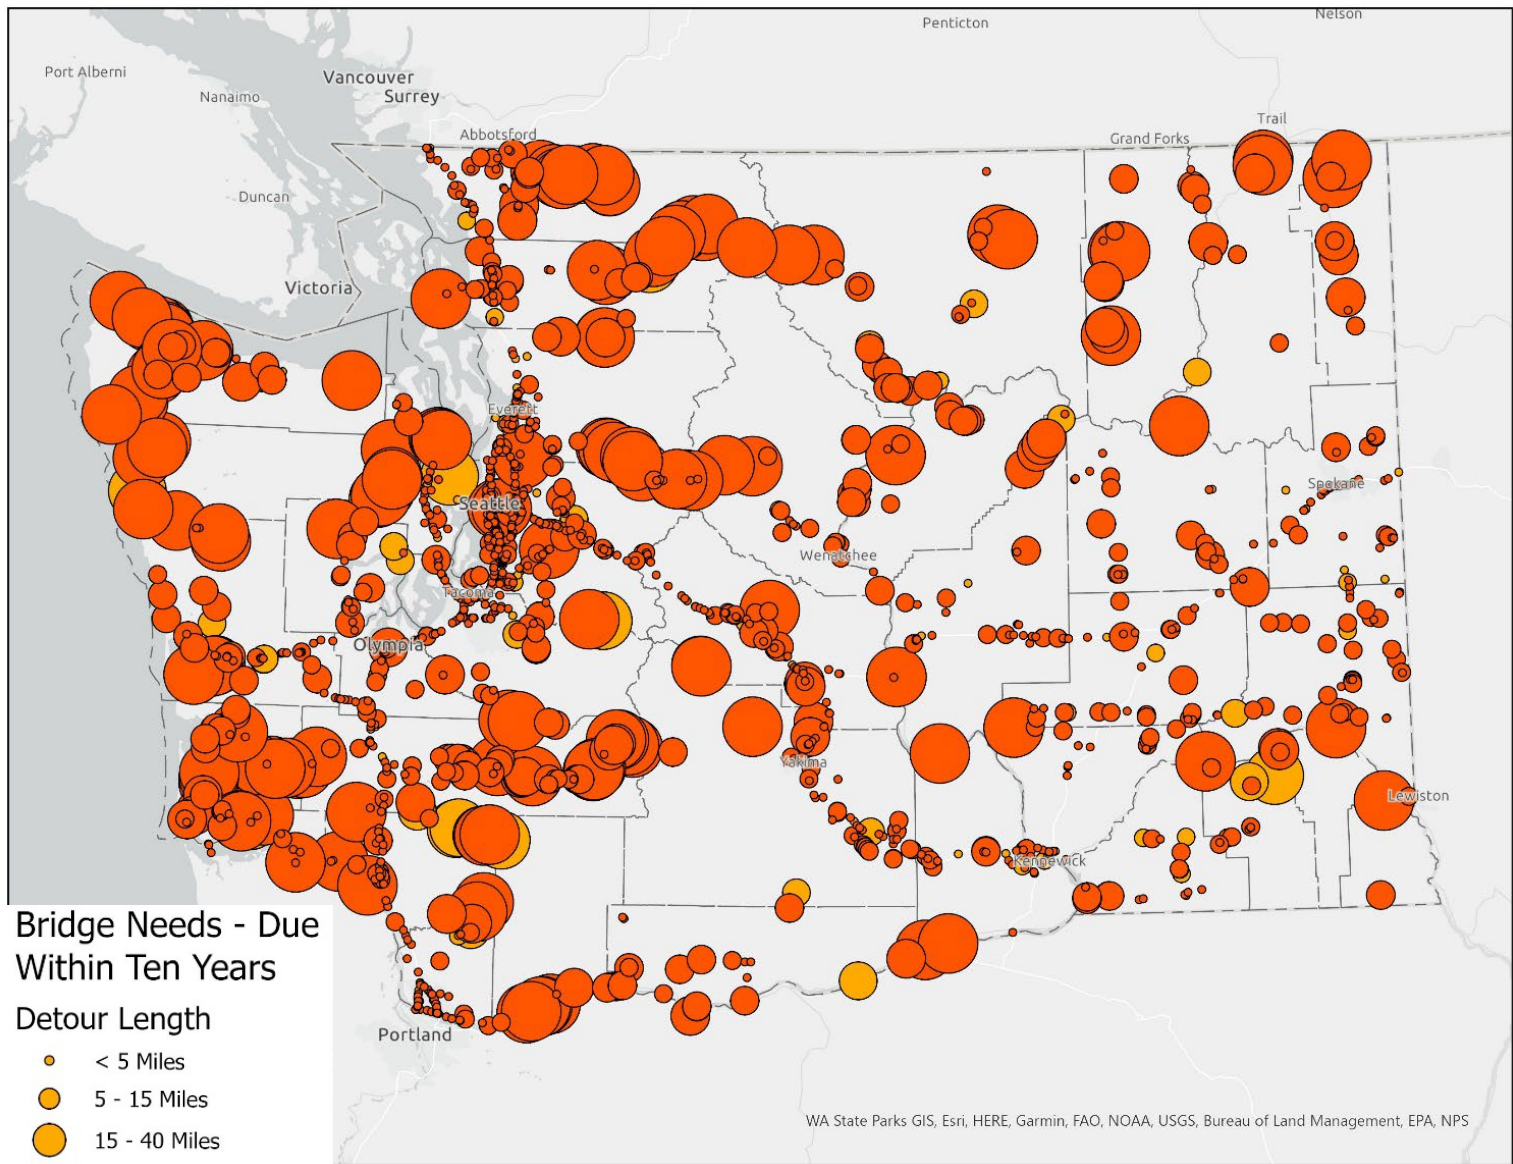 Nelson
Penticton
Port Alberni
Vancouver
Surrey
Nanaimo
Abbotsford
Trail
Grand Forks
Duncan
Victoria
Everett
Seattle
Spokane
Wenatchee
Tacoma
Olympia
Yakima
Lewiston
Kennewick
Portland
Bridge Needs - Due
Within Ten Years
Detour Length
< 5 Miles
5 - 15 Miles
15 - 40 Miles
WA State Parks GIS, Esri, HERE, Garmin, FAO, NOAA, USGS, Bureau of Land Management, EPA, NPS